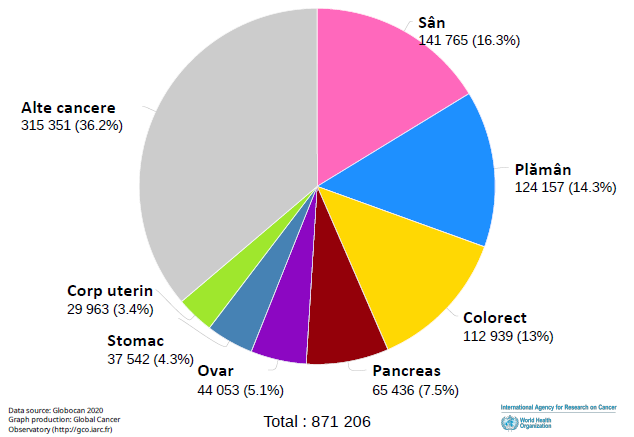 Sân
141 765 (16.3%)
Alte cancere
315 351 (36.2%)
Plămân
124 157 (14.3%)
Corp uterin
29 963 (3.4%)
Colorect
112 939 (13%)
Stomac
37 542 (4.3%)
Ovar
44 053 (5.1%)
Pancreas
65 436 (7.5%)
Data source: Globocan 2020
Graph production: Global Cancer
Observatory (http://gco.iarc.fr)
Total : 871 206
International Agency for Research on Cancer
World Health
Organization